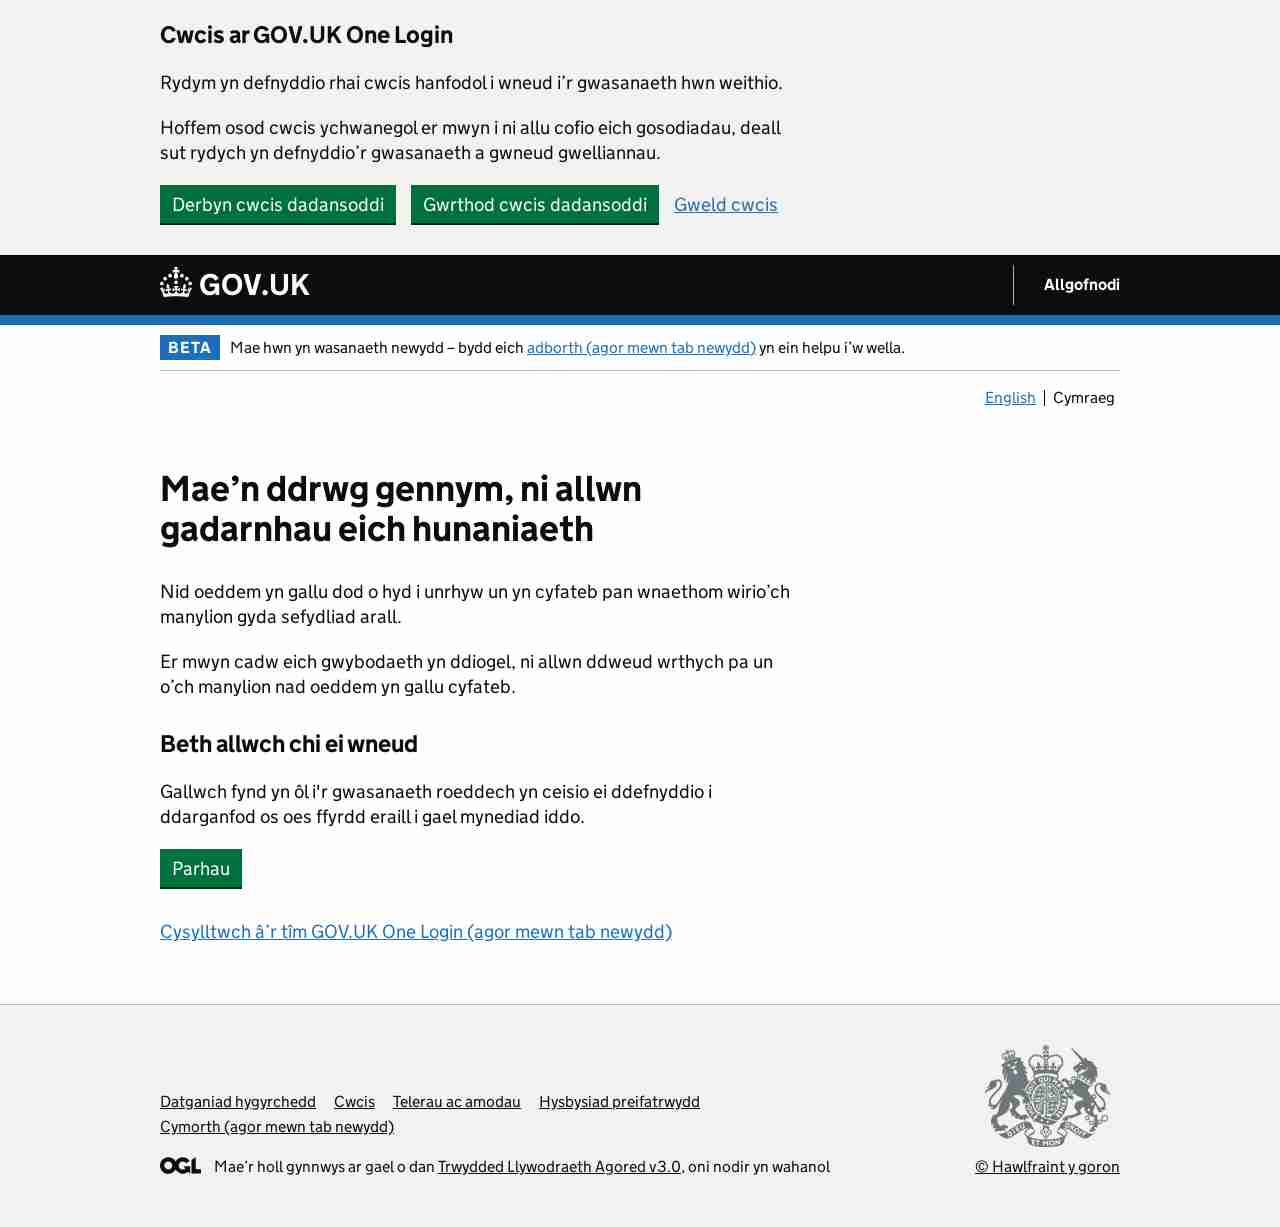 Cwcis ar GOV.UK One Login
Rydym yn defnyddio rhai cwcis hanfodol i wneud i’r gwasanaeth hwn weithio.
Hoffem osod cwcis ychwanegol er mwyn i ni allu cofio eich gosodiadau, deall
sut rydych yn defnyddio’r gwasanaeth a gwneud gwelliannau.
Derbyn cwcis dadansoddi Gwrthod cwcis dadansoddi Gweld cwcis
GOV.UK Allgofnodi
BETA Mae hwn yn wasanaeth newydd – bydd eich adborth (agor mewn tab newydd) yn ein helpu i’w wella.
English Cymraeg
Mae’n ddrwg gennym, ni allwn
gadarnhau eich hunaniaeth
Nid oeddem yn gallu dod o hyd i unrhyw un yn cyfateb pan wnaethom wirio’ch
manylion gyda sefydliad arall.
Er mwyn cadw eich gwybodaeth yn ddiogel, ni allwn ddweud wrthych pa un
o’ch manylion nad oeddem yn gallu cyfateb.
Beth allwch chi ei wneud
Gallwch fynd yn ôl i'r gwasanaeth roeddech yn ceisio ei ddefnyddio i
ddarganfod os oes ffyrdd eraill i gael mynediad iddo.
Parhau
Cysylltwch â’r tîm GOV.UK One Login (agor mewn tab newydd)
Datganiad hygyrchedd Cwcis Telerau ac amodau Hysbysiad preifatrwydd
Cymorth (agor mewn tab newydd)
OGL Mae’r holl gynnwys ar gael o dan Trwydded Llywodraeth Agored v3.0, oni nodir yn wahanol
© Hawlfraint y goron